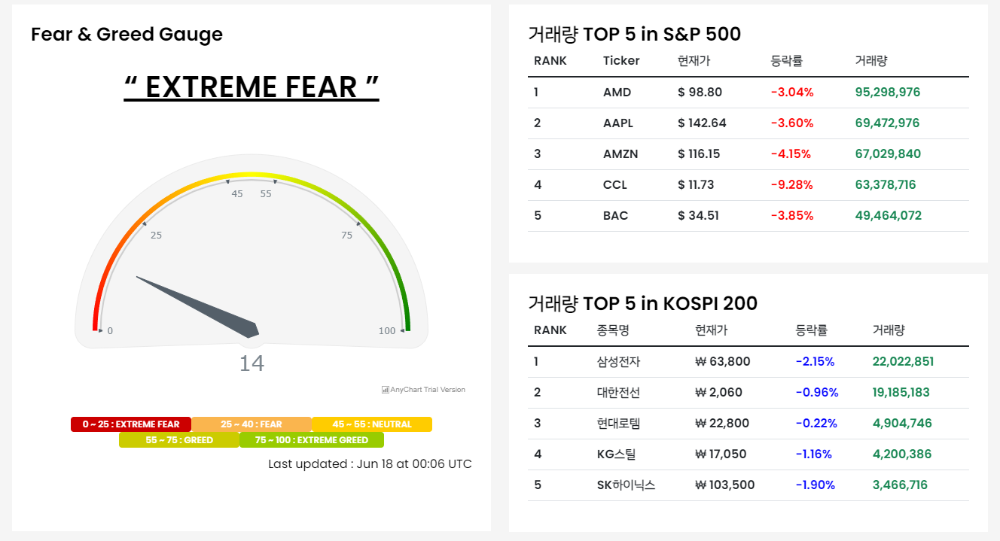 Fear & Greed Gauge
“ EXTREME FEAR ”
45 55
25 75
0 100
14
AnyChart Trial Version
0 ~ 25 : EXTREME FEAR 25 ~ 40 : FEAR 45 ~ 55 : NEUTRAL
55 ~ 75 : GREED 75 ~ 100 : EXTREME GREED
Last updated : Jun 18 at 00:06 UTC
거래량 TOP 5 in S&P 500
RANK Ticker 현재가 등락률 거래량
1 AMD $ 98.80 -3.04% 95,298,976
2 AAPL $ 142.64 -3.60% 69,472,976
3 AMZN $ 116.15 -4.15% 67,029,840
4 CCL $ 11.73 -9.28% 63,378,716
5 BAC $ 34.51 -3.85% 49,464,072
거래량 TOP 5 in KOSPI 200
RANK 종목명 현재가 등락률 거래량
1 삼성전자 ₩ 63,800 -2.15% 22,022,851
2 대한전선 ₩ 2,060 -0.96% 19,185,183
3 현대로템 ₩ 22,800 -0.22% 4,904,746
4 KG스틸 ₩ 17,050 -1.16% 4,200,386
5 SK하이닉스 ₩ 103,500 -1.90% 3,466,716